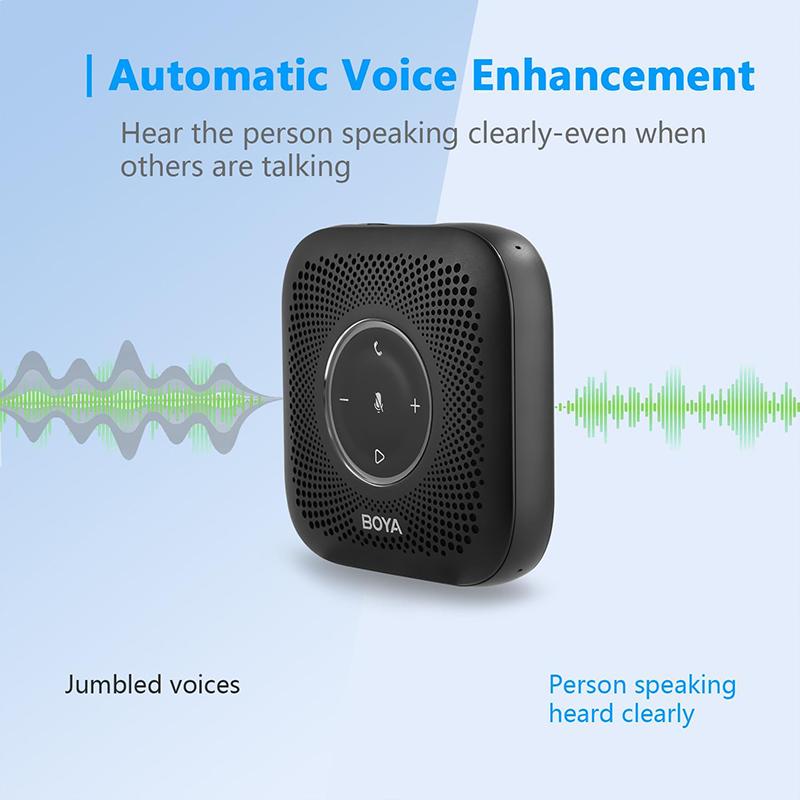 Automatic Voice Enhancement
Hear the person speaking clearly-even when
others are talking
BOYA
Jumbled voices
Person speaking
heard clearly